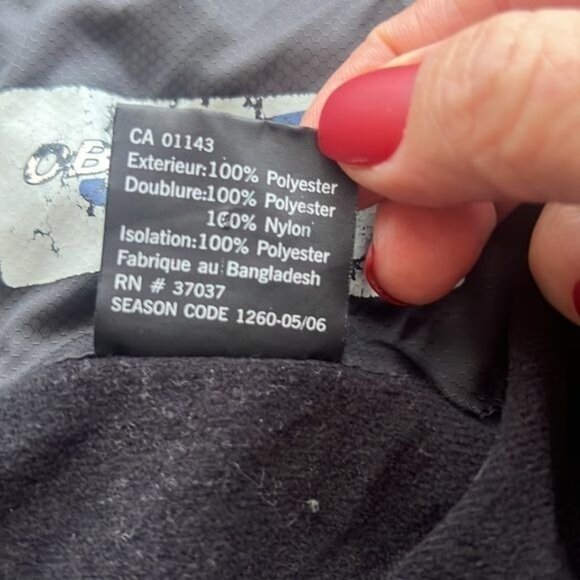 CA 01143
Exterieur:100% Polyester
Doublure:100% Polyester
100% Nylon
Isolation:100% Polyester
Fabrique au Bangladesh
RN # 37037
SEASON CODE 1260-05/06